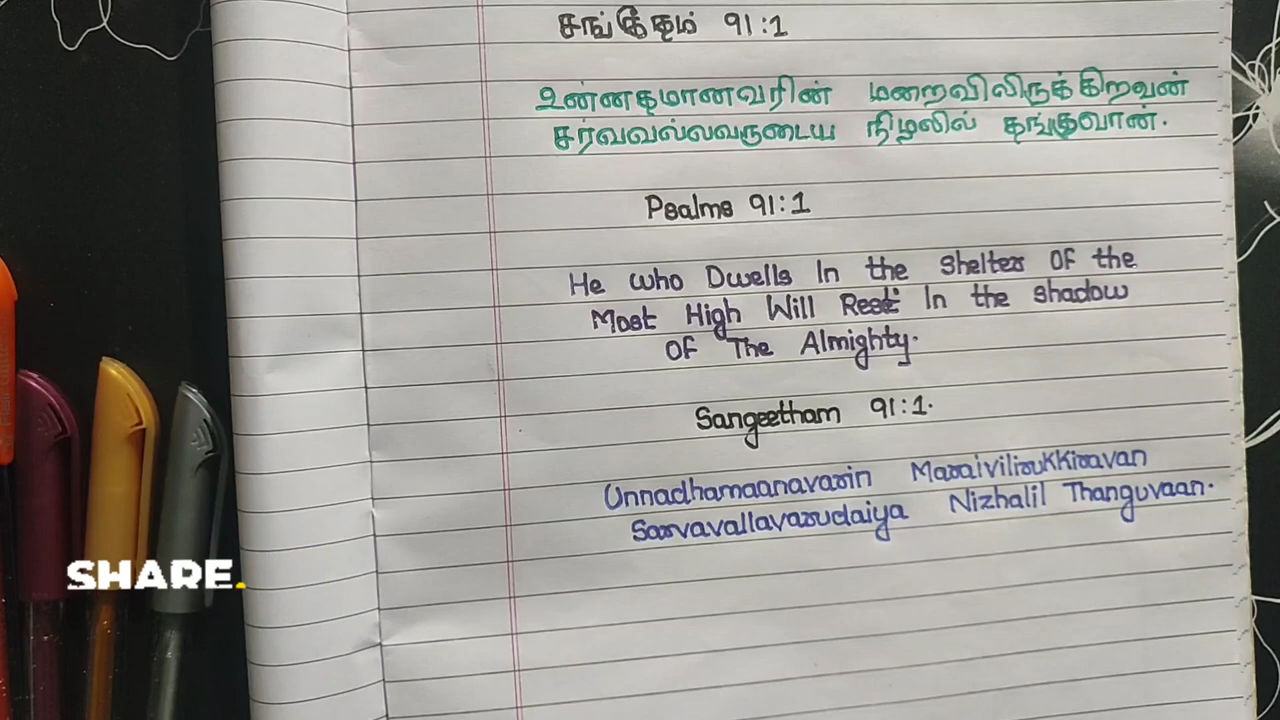 சங்கீதம் 91:1
உன்னதமானவரின் மறைவிலிருக்கிறவன்
சர்வவல்லவருடைய நிழலில் தங்குவான்.
Psalms 91:1
He Who Dwells In the Shelter Of the
Most High Will Rest In the Shadow
Of The Almighty.
Sangeetham 91:1.
Unnadhamaanavarin Maraivilirukkiravan
Sarvavallavarudaiya Nizhalil Thanguvaan.
SHARE.